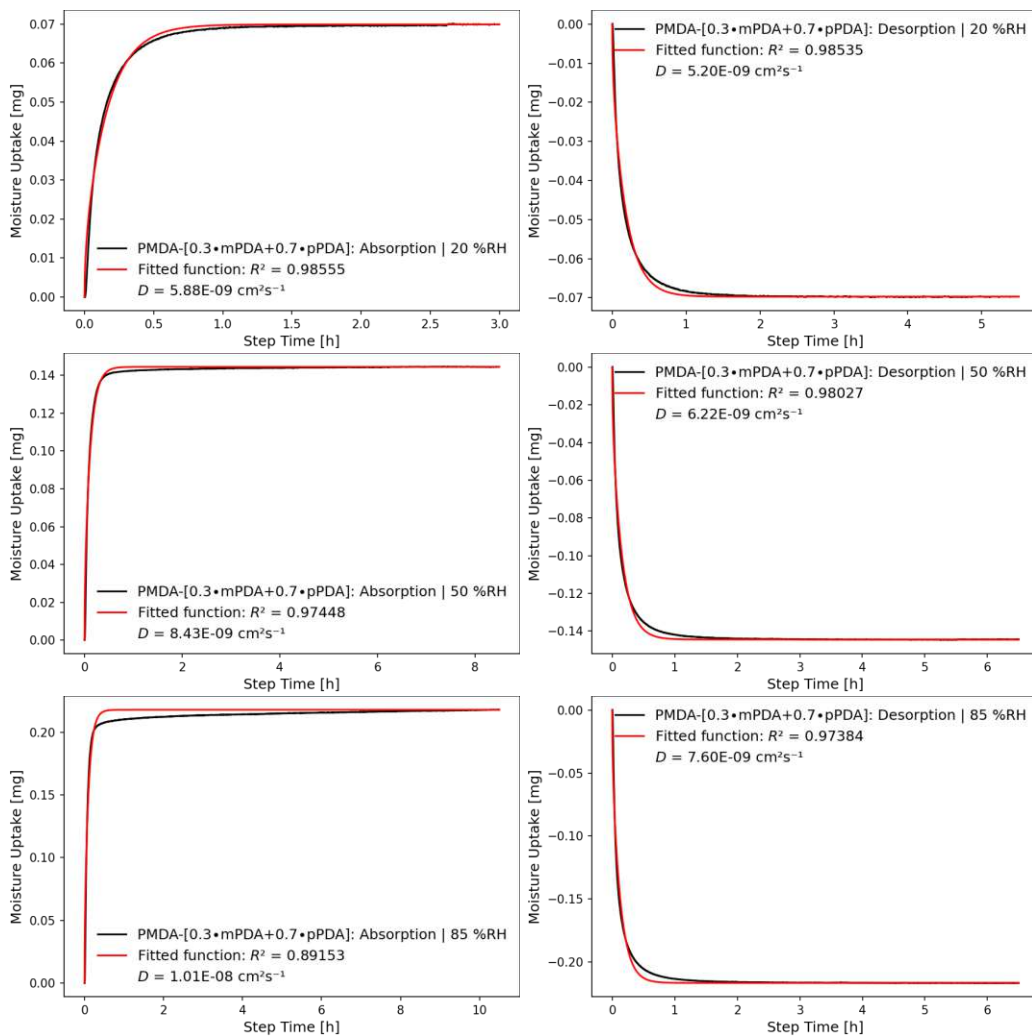 0.07
0.06
0.05
0.04
0.03
0.02
0.01
0.00
Moisture Uptake [mg]
PMDA-[0.3•mPDA+0.7•pPDA]: Absorption | 20 %RH
Fitted function: R² = 0.98555
D = 5.88E-09 cm²s⁻¹
0.0 0.5 1.0 1.5 2.0 2.5 3.0
Step Time [h]
−0.00
−0.01
−0.02
−0.03
−0.04
−0.05
−0.06
−0.07
Moisture Uptake [mg]
PMDA-[0.3•mPDA+0.7•pPDA]: Desorption | 20 %RH
Fitted function: R² = 0.98535
D = 5.20E-09 cm²s⁻¹
0 1 2 3 4 5
Step Time [h]
0.14
0.12
0.10
0.08
0.06
0.04
0.02
0.00
Moisture Uptake [mg]
PMDA-[0.3•mPDA+0.7•pPDA]: Absorption | 50 %RH
Fitted function: R² = 0.97448
D = 8.43E-09 cm²s⁻¹
0 2 4 6 8
Step Time [h]
−0.00
−0.02
−0.04
−0.06
−0.08
−0.10
−0.12
−0.14
Moisture Uptake [mg]
PMDA-[0.3•mPDA+0.7•pPDA]: Desorption | 50 %RH
Fitted function: R² = 0.98027
D = 6.22E-09 cm²s⁻¹
0 1 2 3 4 5 6
Step Time [h]
0.20
0.15
0.10
0.05
0.00
Moisture Uptake [mg]
PMDA-[0.3•mPDA+0.7•pPDA]: Absorption | 85 %RH
Fitted function: R² = 0.89153
D = 1.01E-08 cm²s⁻¹
0 2 4 6 8 10
Step Time [h]
−0.00
−0.05
−0.10
−0.15
−0.20
Moisture Uptake [mg]
PMDA-[0.3•mPDA+0.7•pPDA]: Desorption | 85 %RH
Fitted function: R² = 0.97384
D = 7.60E-09 cm²s⁻¹
0 1 2 3 4 5 6
Step Time [h]